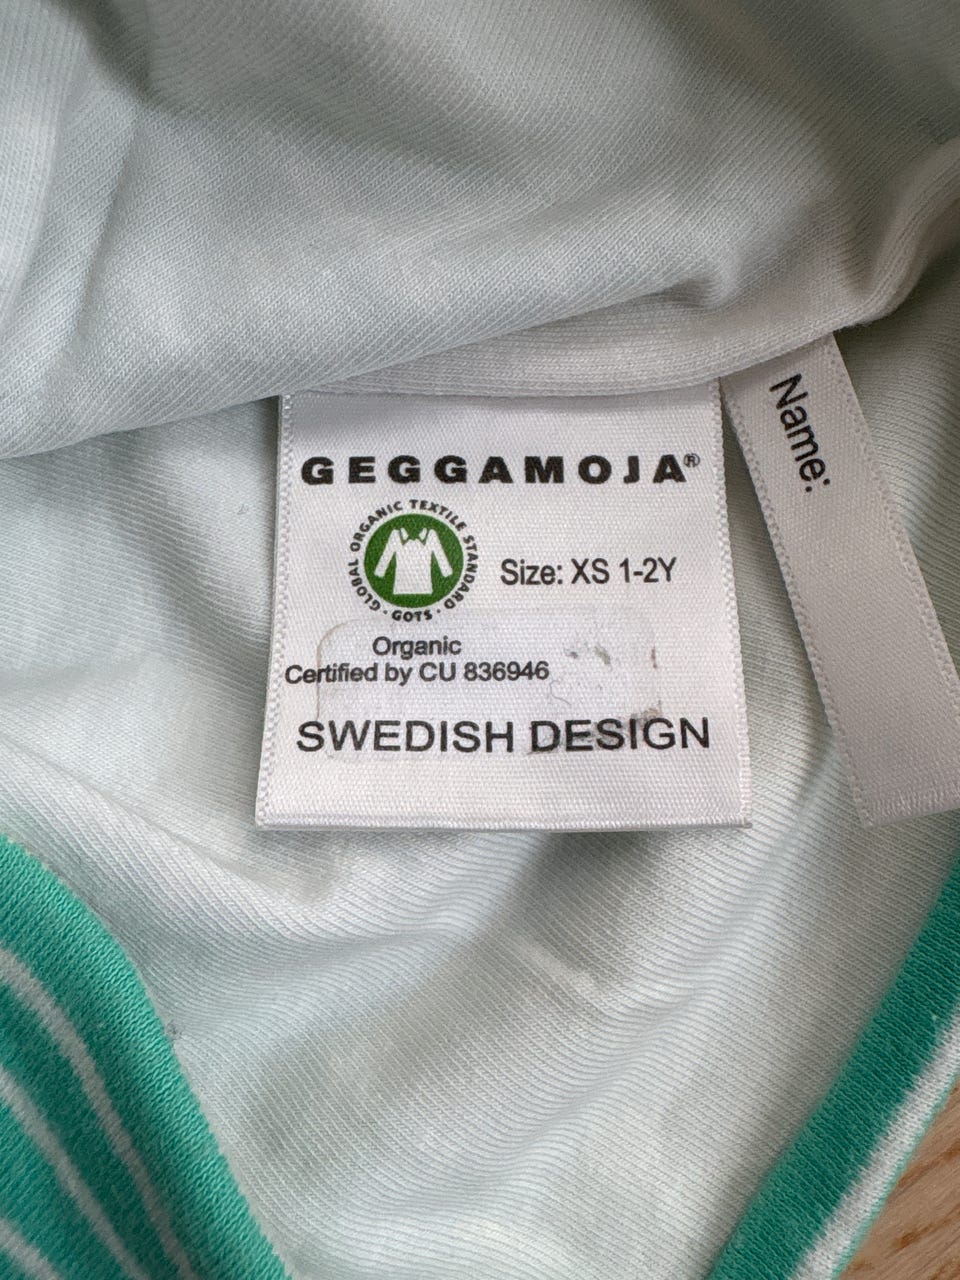 GEGGAMOJA®
GLOBAL ORGANIC TEXTILE STANDARD · GOTS ·
Size: XS 1-2Y
Organic
Certified by CU 836946
SWEDISH DESIGN
Name: